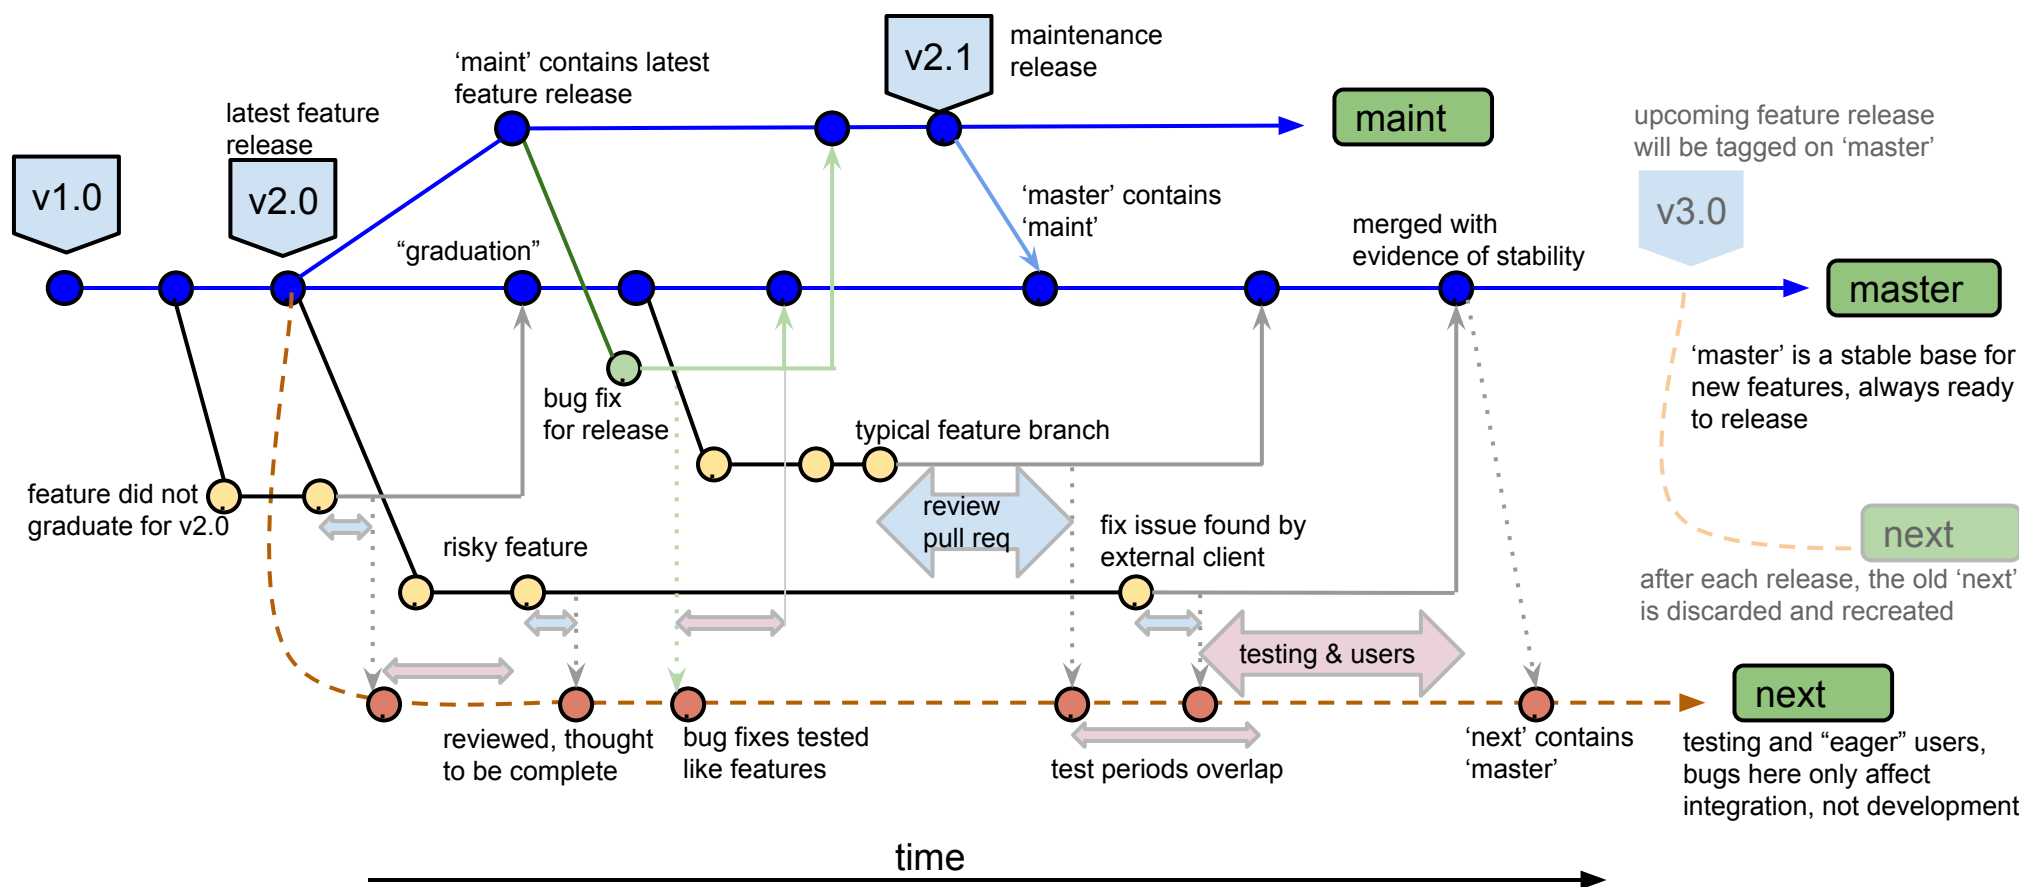 v2.1
maintenance
release
‘maint’ contains latest
feature release
latest feature
release
maint
upcoming feature release
will be tagged on ‘master’
v1.0
v2.0
‘master’ contains
‘maint’
v3.0
“graduation”
merged with
evidence of stability
master
‘master’ is a stable base for
new features, always ready
to release
bug fix
for release
typical feature branch
feature did not
graduate for v2.0
review
pull req
fix issue found by
external client
next
after each release, the old ‘next’
is discarded and recreated
risky feature
testing & users
next
reviewed, thought
to be complete
bug fixes tested
like features
test periods overlap
‘next’ contains
‘master’
testing and “eager” users,
bugs here only affect
integration, not development
time